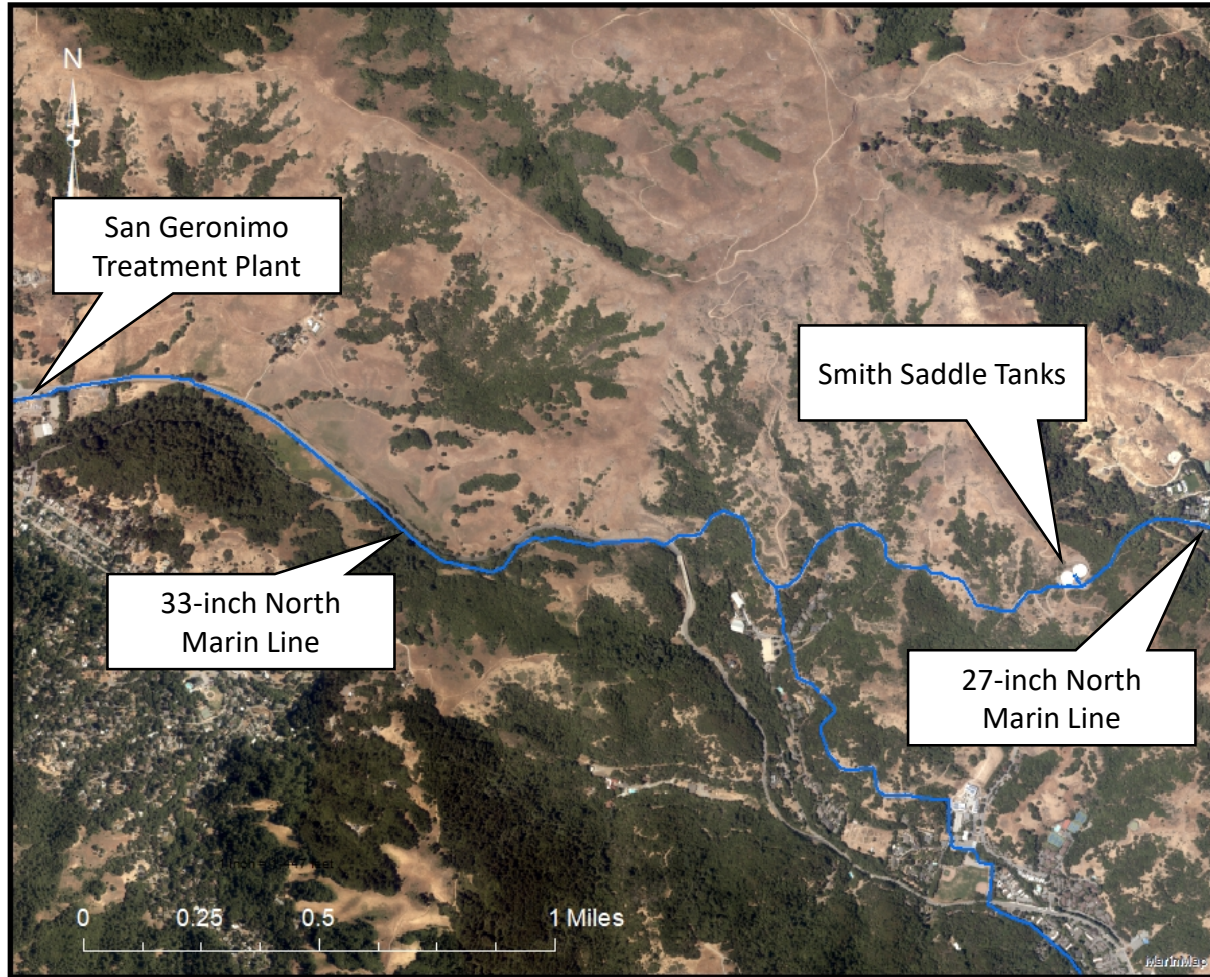 N
San Geronimo
Treatment Plant
Smith Saddle Tanks
33-inch North
Marin Line
27-inch North
Marin Line
0 0.25 0.5 1 Miles
MarinMap